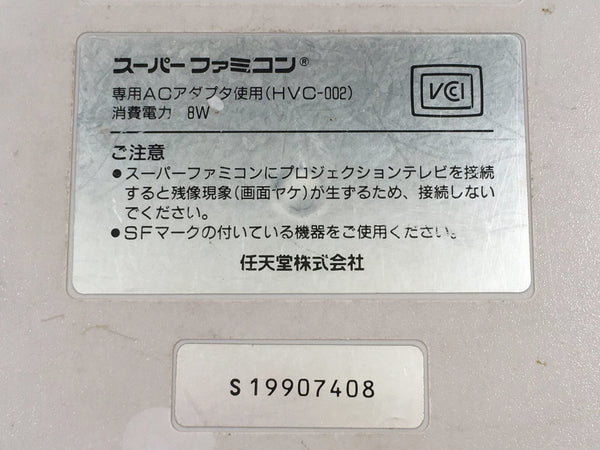 スーパーファミコン®
専用ACアダプタ使用(HVC-002)
消費電力 8W
VCCI
ご注意
●スーパーファミコンにプロジェクションテレビを接続
すると残像現象(画面ヤケ)が生ずるため、接続しない
でください。
●SFマークの付いている機器をご使用ください。
任天堂株式会社
S19907408